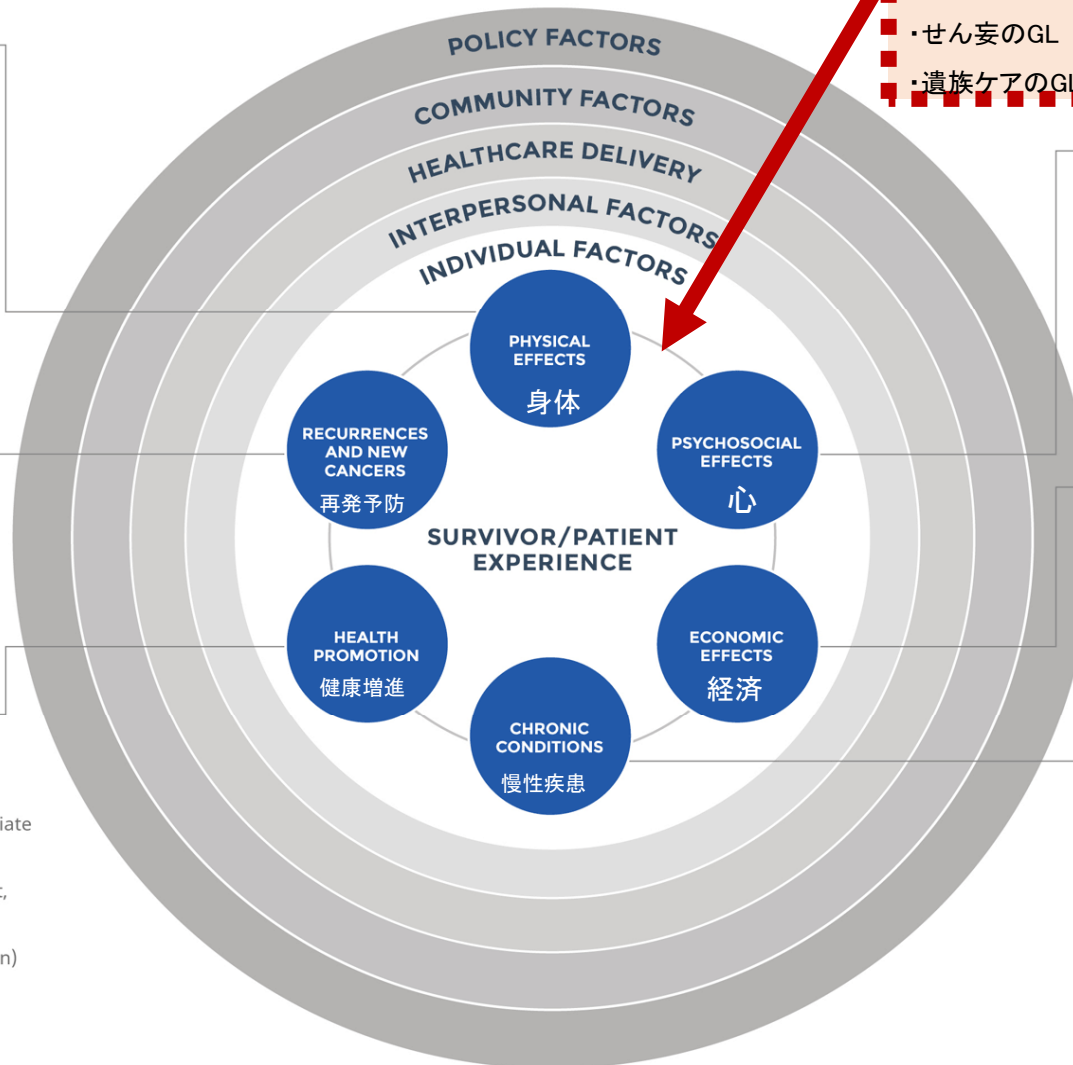 ・せん妄のGL
・遺族ケアのGL
POLICY FACTORS
COMMUNITY FACTORS
HEALTHCARE DELIVERY
INTERPERSONAL FACTORS
INDIVIDUAL FACTORS
PHYSICAL
EFFECTS
身体
RECURRENCES
AND NEW
CANCERS
再発予防
PSYCHOSOCIAL
EFFECTS
心
SURVIVOR/PATIENT
EXPERIENCE
HEALTH
PROMOTION
健康増進
ECONOMIC
EFFECTS
経済
CHRONIC
CONDITIONS
慢性疾患